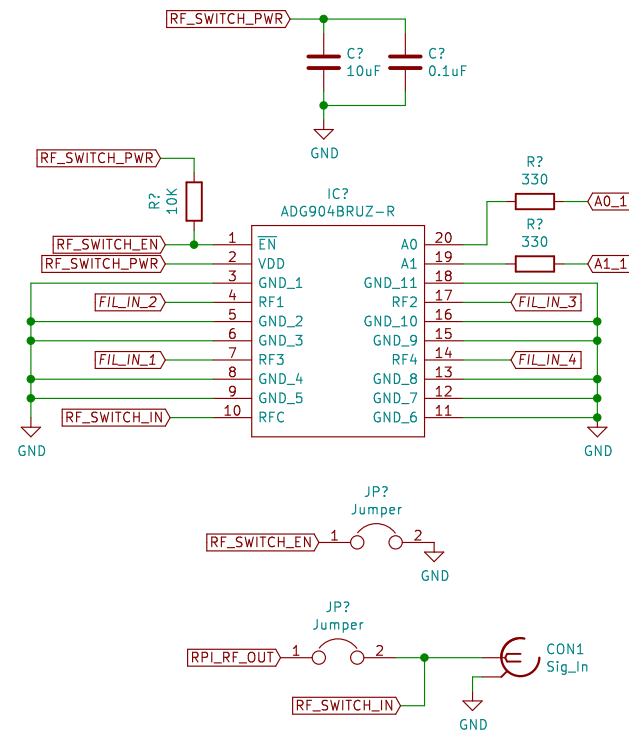 RF_SWITCH_PWR
C?
10uF
C?
0.1uF
GND
RF_SWITCH_PWR
R?
10K
R?
330
A0_1
IC?
ADG904BRUZ-R
R?
330
A1_1
RF_SWITCH_EN 1 EN A0 20
RF_SWITCH_PWR 2 VDD A1 19
3 GND_1 GND_11 18
FIL_IN_2 4 RF1 RF2 17 FIL_IN_3
5 GND_2 GND_10 16
6 GND_3 GND_9 15
FIL_IN_1 7 RF3 RF4 14 FIL_IN_4
8 GND_4 GND_8 13
9 GND_5 GND_7 12
RF_SWITCH_IN 10 RFC GND_6 11
GND GND
JP?
Jumper
RF_SWITCH_EN 1 2
GND
JP?
Jumper
RPI_RF_OUT 1 2
CON1
Sig_In
RF_SWITCH_IN
GND